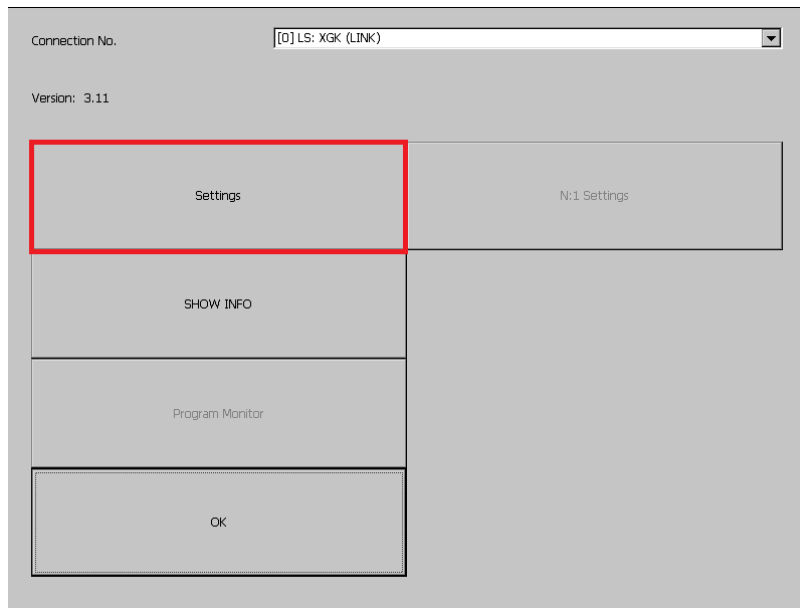 Connection No.
[0] LS: XGK (LINK)
Version: 3.11
Settings
N:1 Settings
SHOW INFO
Program Monitor
OK